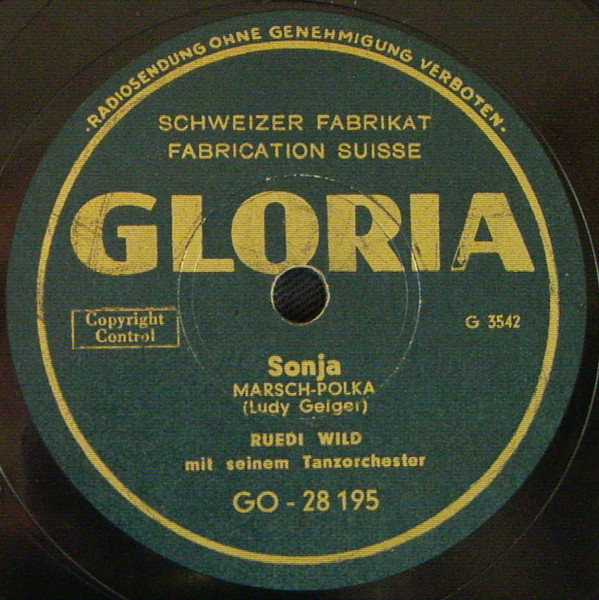 ·RADIOSENDUNG OHNE GENEHMIGUNG VERBOTEN·
SCHWEIZER FABRIKAT
FABRICATION SUISSE
GLORIA
Copyright
Control
G 3542
Sonja
MARSCH-POLKA
(Ludy Geiger)
RUEDI WILD
mit seinem Tanzorchester
GO - 28 195